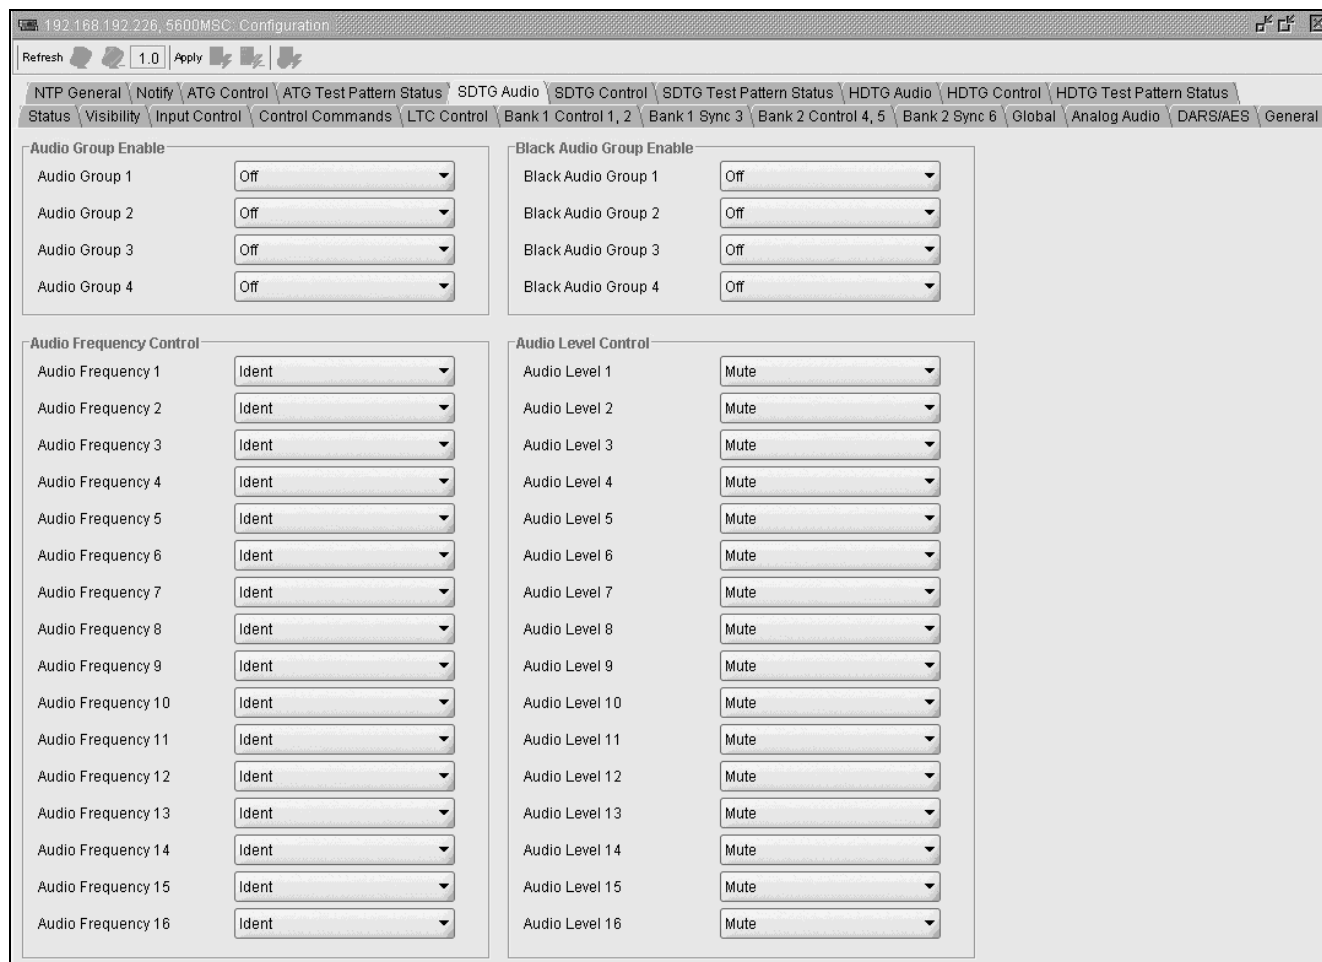 192.168.192.226, 5600MSC: Configuration
Refresh 1.0 Apply
NTP General Notify ATG Control ATG Test Pattern Status SDTG Audio SDTG Control SDTG Test Pattern Status HDTG Audio HDTG Control HDTG Test Pattern Status
Status Visibility Input Control Control Commands LTC Control Bank 1 Control 1, 2 Bank 1 Sync 3 Bank 2 Control 4, 5 Bank 2 Sync 6 Global Analog Audio DARS/AES General
Audio Group Enable
Audio Group 1 Off
Audio Group 2 Off
Audio Group 3 Off
Audio Group 4 Off
Black Audio Group Enable
Black Audio Group 1 Off
Black Audio Group 2 Off
Black Audio Group 3 Off
Black Audio Group 4 Off
Audio Frequency Control
Audio Frequency 1 Ident
Audio Frequency 2 Ident
Audio Frequency 3 Ident
Audio Frequency 4 Ident
Audio Frequency 5 Ident
Audio Frequency 6 Ident
Audio Frequency 7 Ident
Audio Frequency 8 Ident
Audio Frequency 9 Ident
Audio Frequency 10 Ident
Audio Frequency 11 Ident
Audio Frequency 12 Ident
Audio Frequency 13 Ident
Audio Frequency 14 Ident
Audio Frequency 15 Ident
Audio Frequency 16 Ident
Audio Level Control
Audio Level 1 Mute
Audio Level 2 Mute
Audio Level 3 Mute
Audio Level 4 Mute
Audio Level 5 Mute
Audio Level 6 Mute
Audio Level 7 Mute
Audio Level 8 Mute
Audio Level 9 Mute
Audio Level 10 Mute
Audio Level 11 Mute
Audio Level 12 Mute
Audio Level 13 Mute
Audio Level 14 Mute
Audio Level 15 Mute
Audio Level 16 Mute